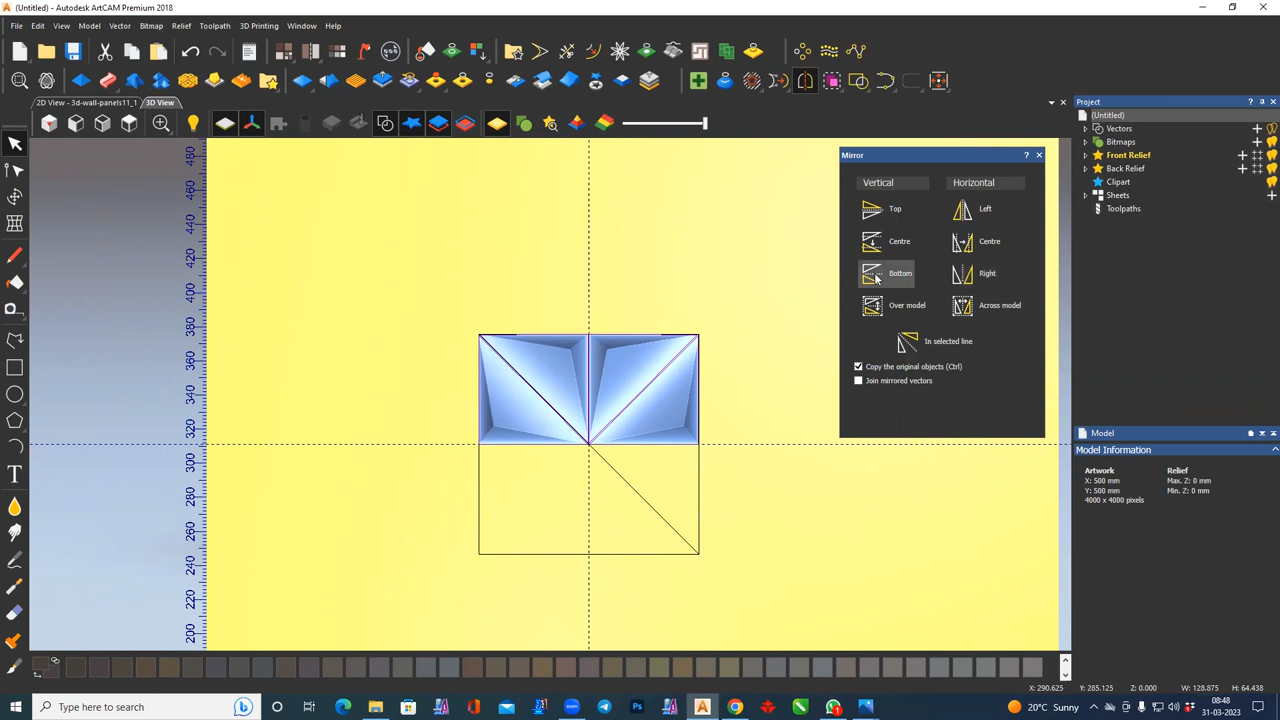 (Untitled) - Autodesk ArtCAM Premium 2018
File Edit View Model Vector Bitmap Relief Toolpath 3D Printing Window Help
2D View - 3d-wall-panels11_1 3D View
Project
(Untitled)
Vectors
Bitmaps
Front Relief
Back Relief
Clipart
Sheets
Toolpaths
Mirror
Vertical Horizontal
Top Left
Centre Centre
Bottom Right
Over model Across model
In selected line
Copy the original objects (Ctrl)
Join mirrored vectors
480
460
440
420
400
380
360
340
320
300
280
260
240
220
200
Model
Model Information
Artwork Relief
X: 500 mm Max. Z: 0 mm
Y: 500 mm Min. Z: 0 mm
4000 x 4000 pixels
X: 290.625 Y: 285.125 Z: 0.000 W: 128.875 H: 64.438
Type here to search
20°C Sunny
08:48
31-03-2023